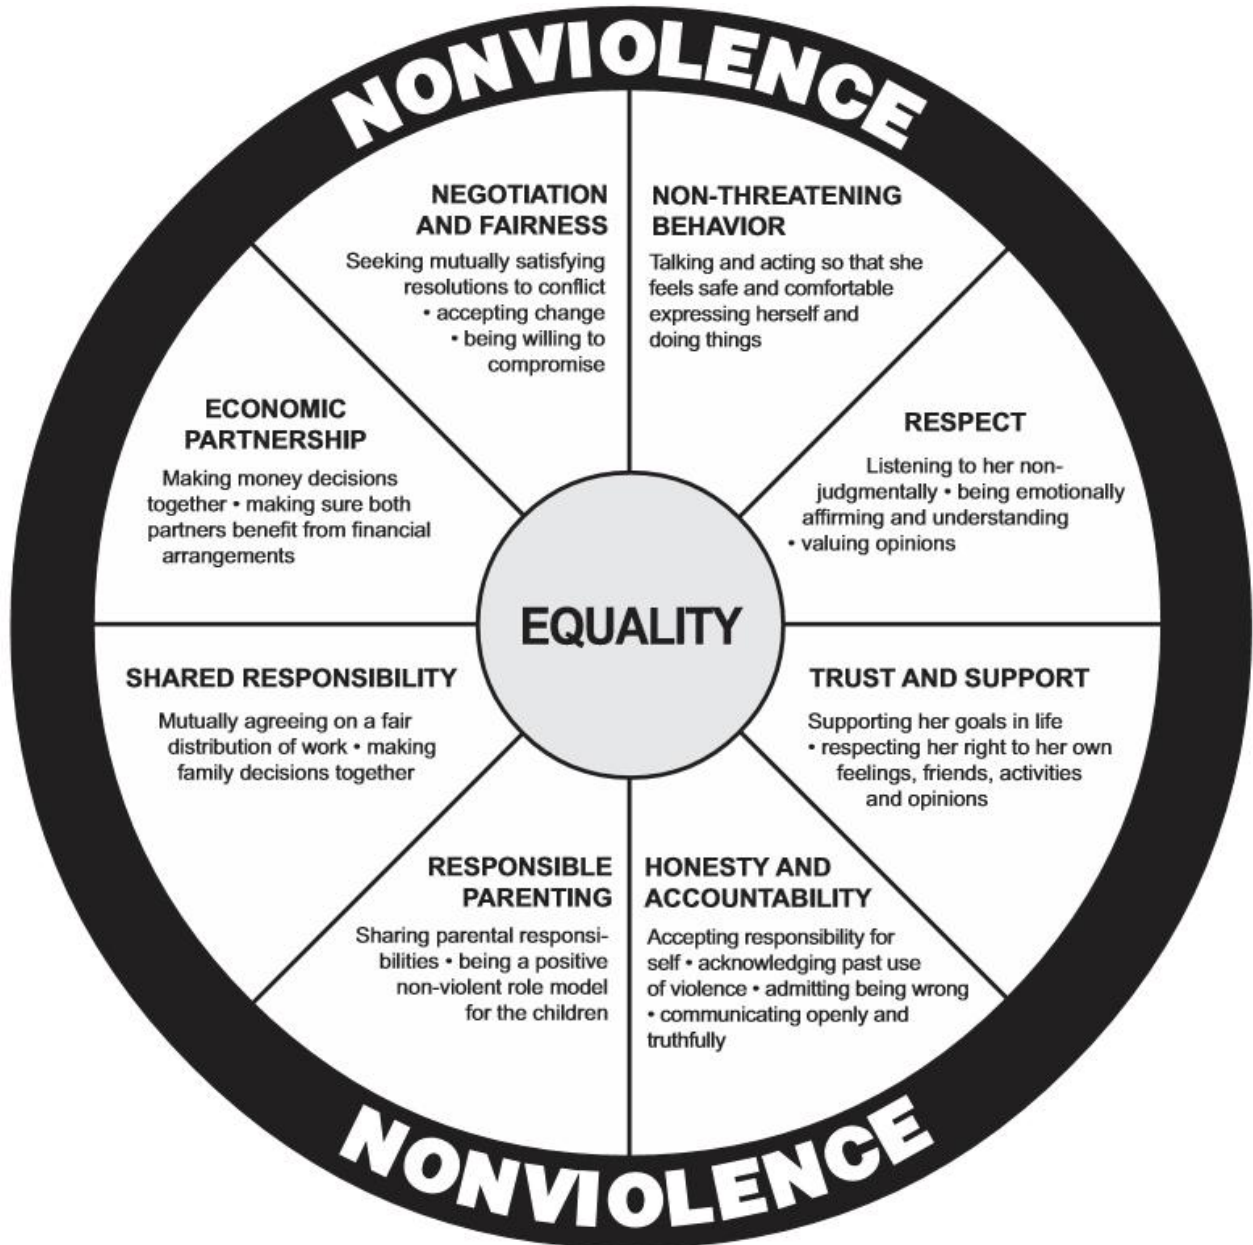 NONVIOLENCE
NEGOTIATION
AND FAIRNESS
Seeking mutually satisfying
resolutions to conflict
• accepting change
• being willing to
compromise
NON-THREATENING
BEHAVIOR
Talking and acting so that she
feels safe and comfortable
expressing herself and
doing things
ECONOMIC
PARTNERSHIP
Making money decisions
together • making sure both
partners benefit from financial
arrangements
RESPECT
Listening to her non-
judgmentally • being emotionally
affirming and understanding
• valuing opinions
EQUALITY
SHARED RESPONSIBILITY
Mutually agreeing on a fair
distribution of work • making
family decisions together
TRUST AND SUPPORT
Supporting her goals in life
• respecting her right to her own
feelings, friends, activities
and opinions
RESPONSIBLE
PARENTING
Sharing parental responsi-
bilities • being a positive
non-violent role model
for the children
HONESTY AND
ACCOUNTABILITY
Accepting responsibility for
self • acknowledging past use
of violence • admitting being wrong
• communicating openly and
truthfully
NONVIOLENCE